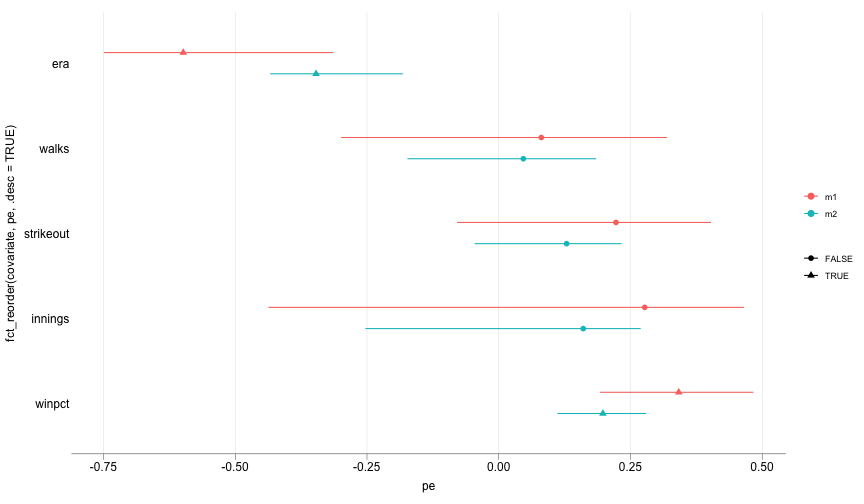 fct_reorder(covariate, pe, .desc = TRUE)
era
walks
strikeout
innings
winpct
-0.75
-0.50
-0.25
0.00
0.25
0.50
pe
m1
m2
FALSE
TRUE